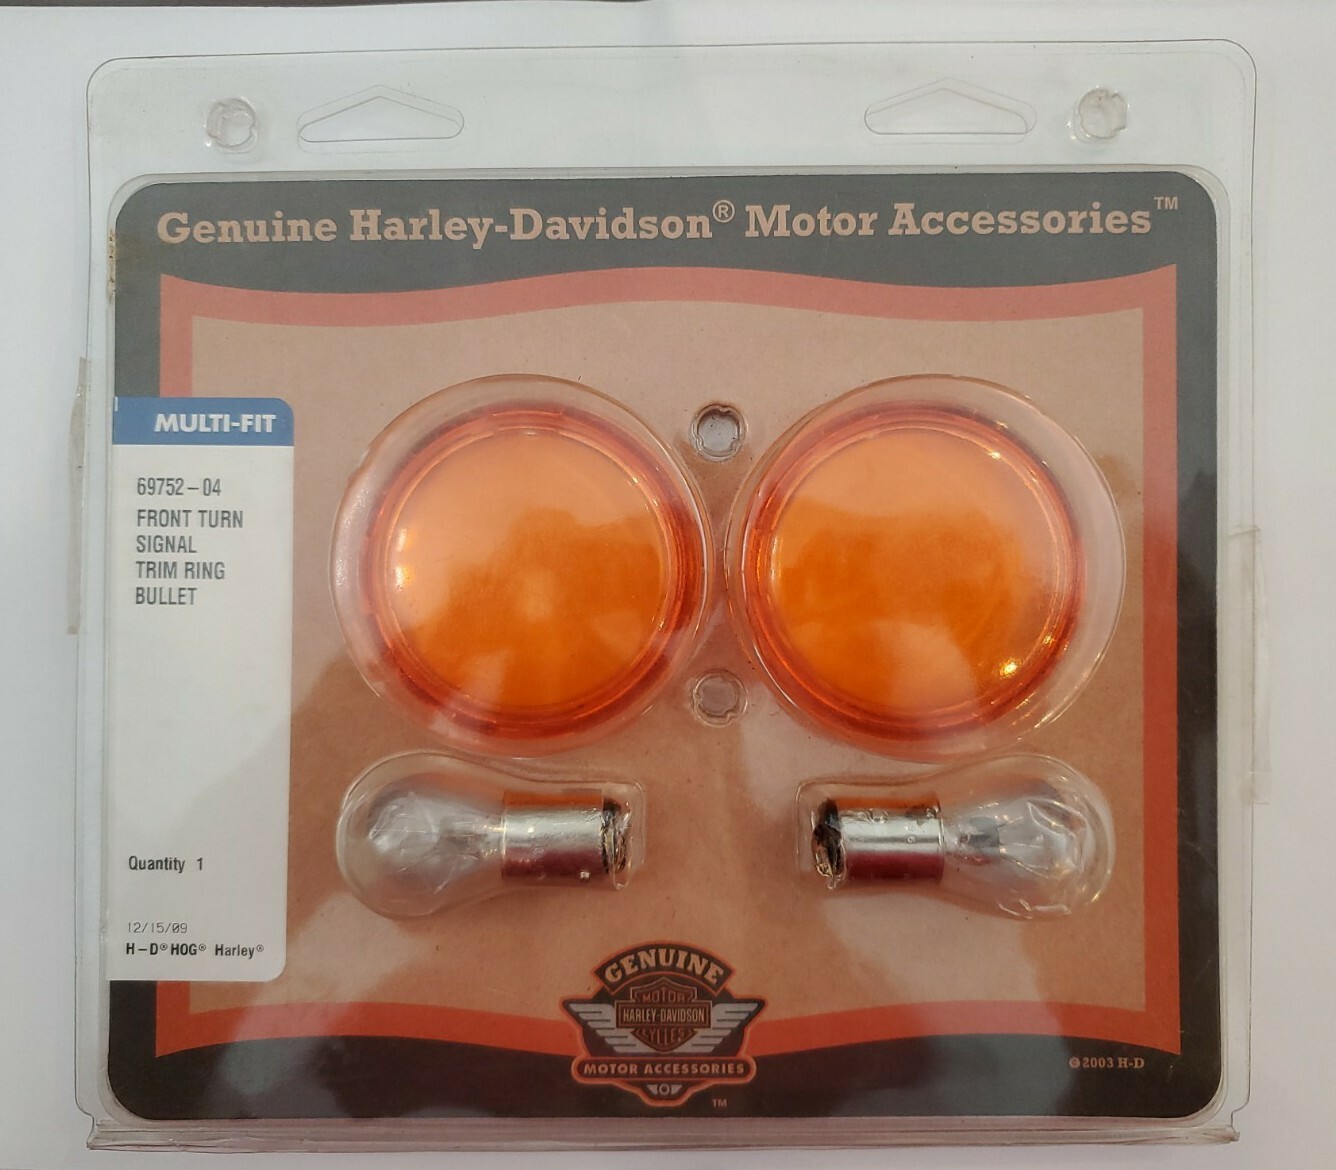 Genuine Harley-Davidson® Motor Accessories™
MULTI-FIT
69752-04
FRONT TURN
SIGNAL
TRIM RING
BULLET
Quantity 1
12/15/09
H-D® HOG® Harley®
GENUINE
MOTOR
HARLEY-DAVIDSON
CYCLES
MOTOR ACCESSORIES
TM
© 2003 H-D